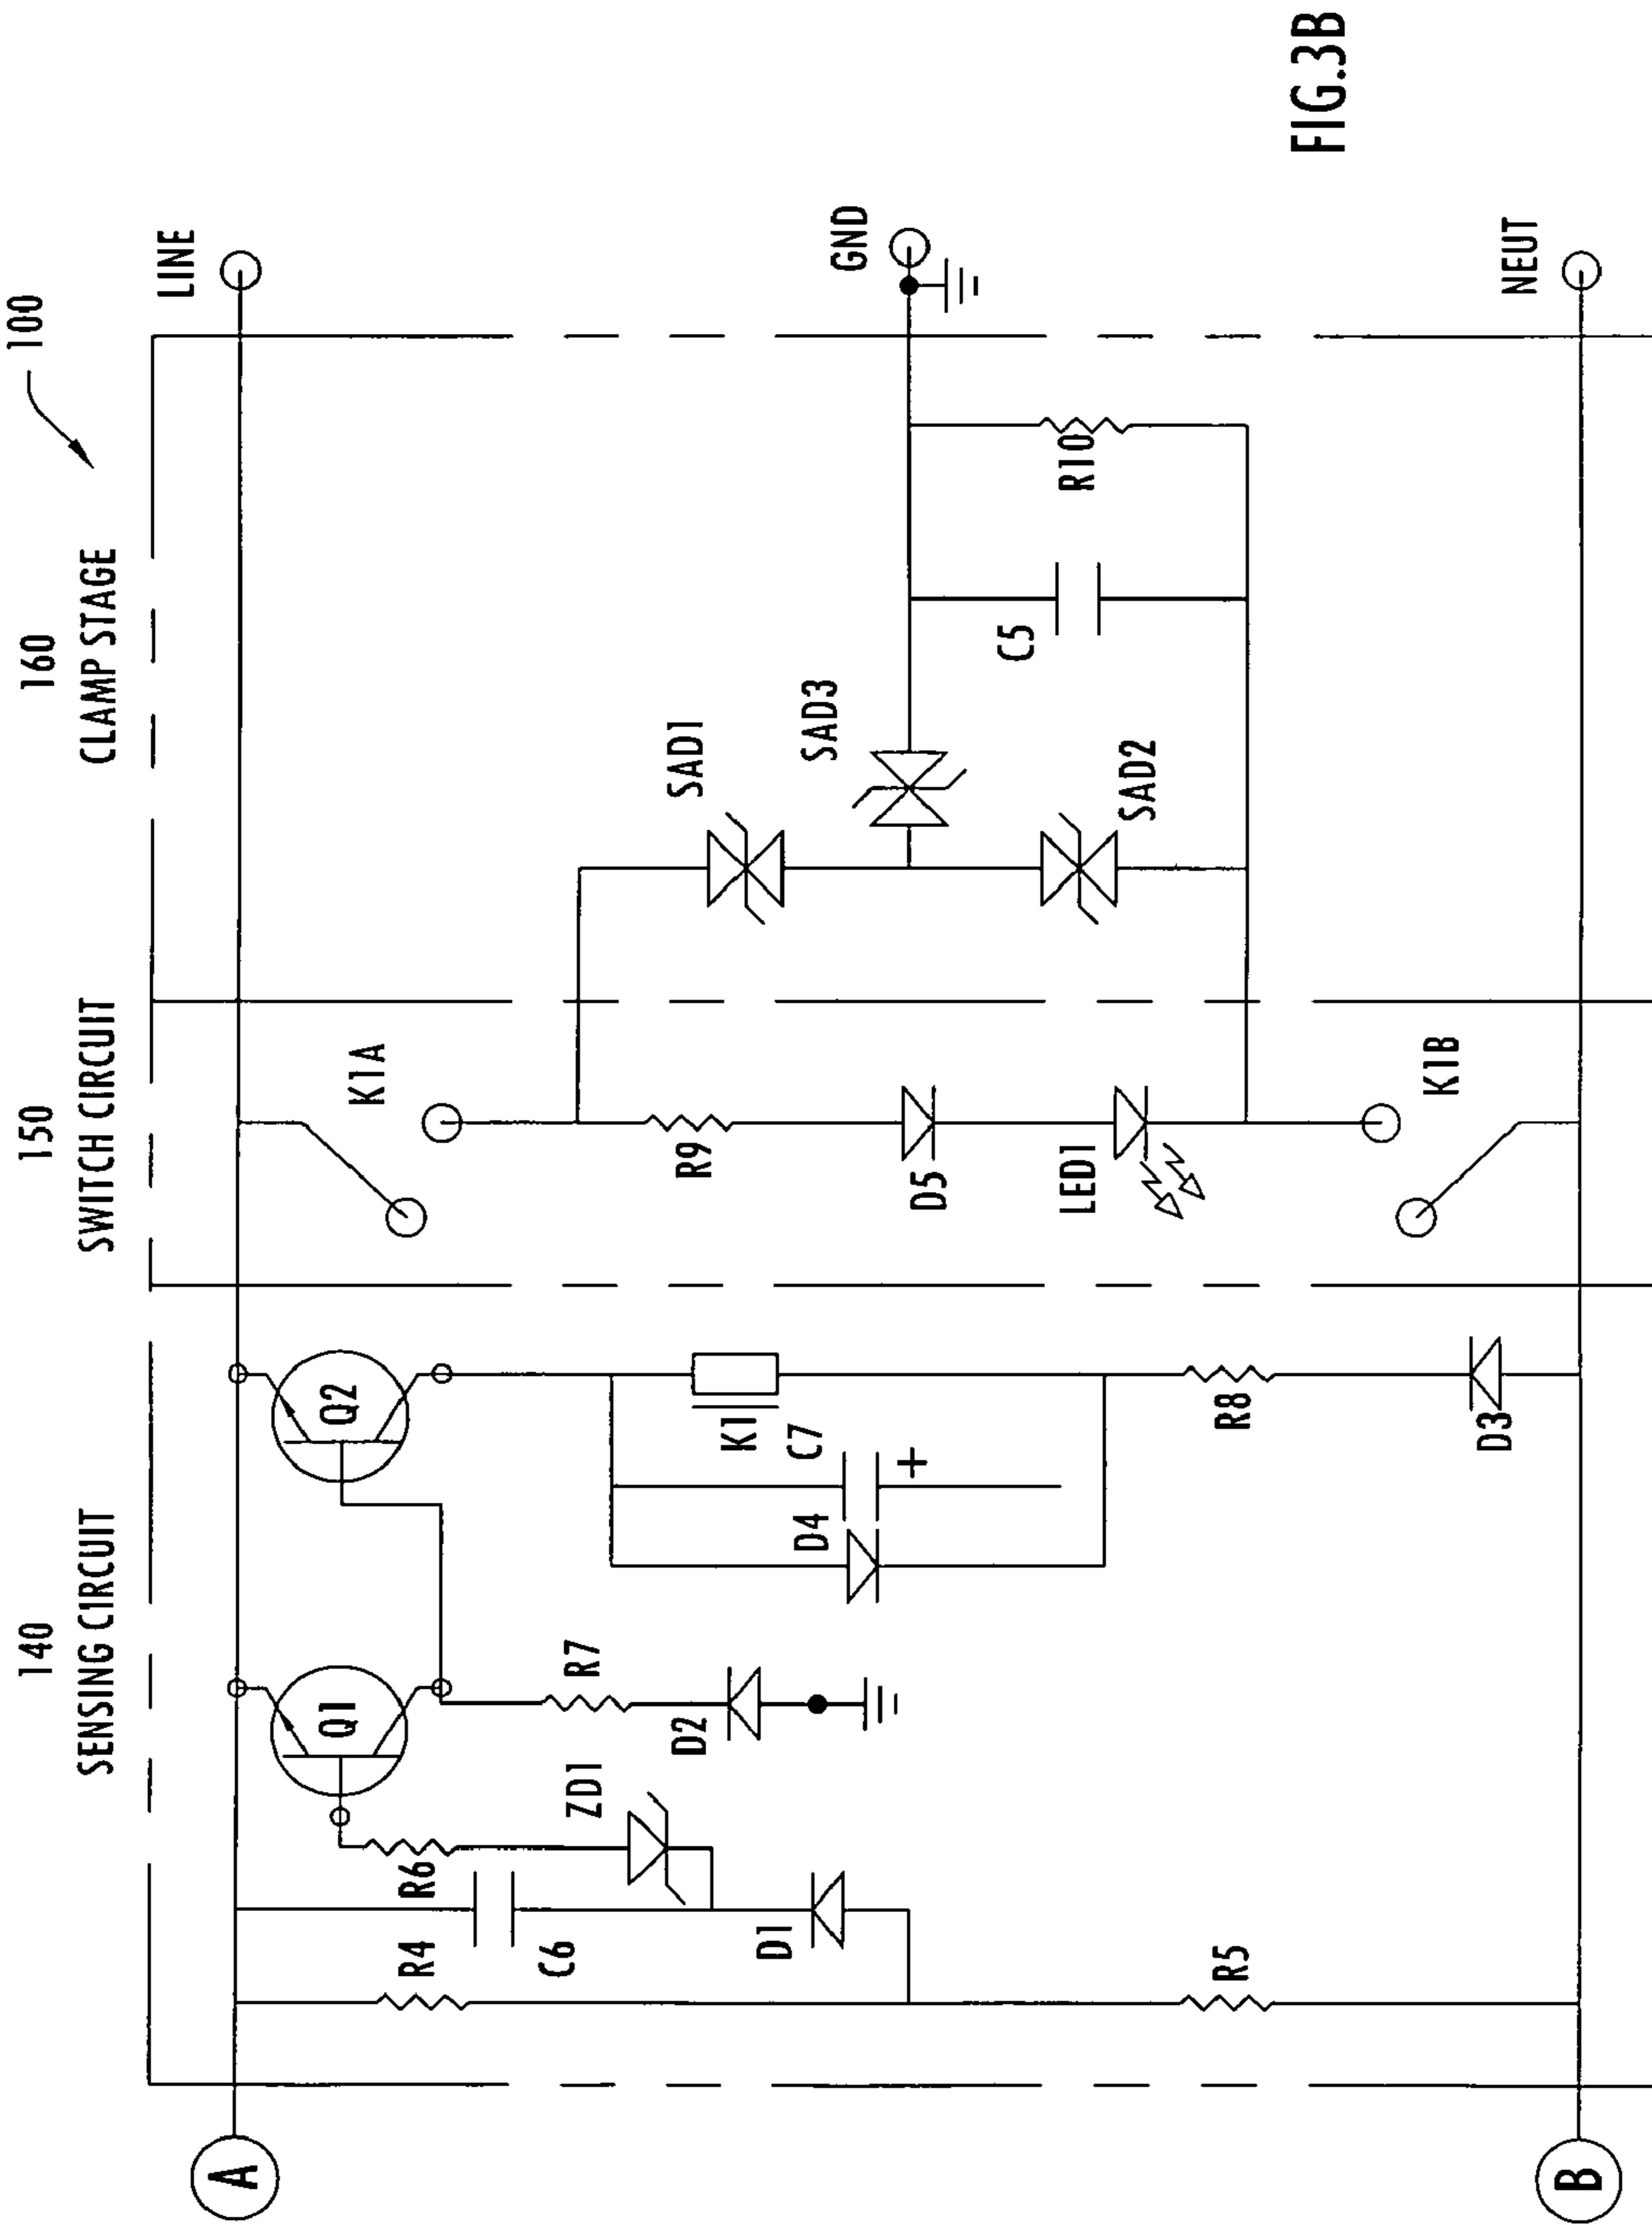 100
140
SENSING CIRCUIT
150
SWITCH CIRCUIT
160
CLAMP STAGE
A
LINE
Q1
Q2
K1A
R4
R6
C6
ZD1
D1
R7
D2
K1
C7
+
D4
R9
D5
LED1
SAD1
SAD3
SAD2
C5
R10
GND
R5
R8
D3
K1B
B
NEUT
FIG.3B